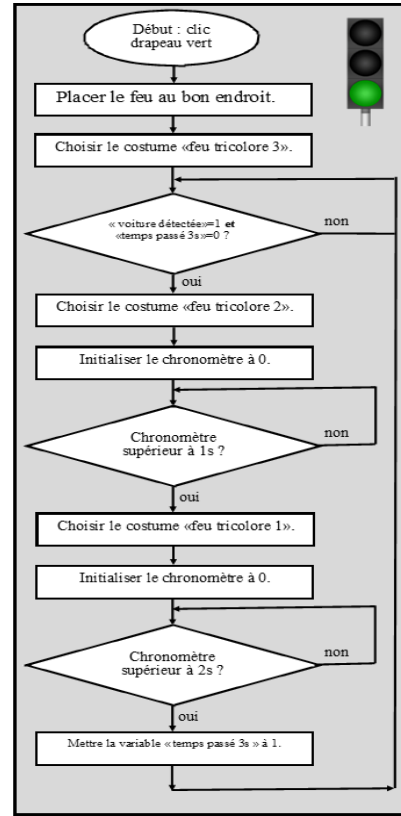 Début : clic
drapeau vert
Placer le feu au bon endroit.
Choisir le costume «feu tricolore 3».
« voiture détectée»=1 et
«temps passé 3s»=0 ?
non
oui
Choisir le costume «feu tricolore 2».
Initialiser le chronomètre à 0.
Chronomètre
supérieur à 1s ?
non
oui
Choisir le costume «feu tricolore 1».
Initialiser le chronomètre à 0.
Chronomètre
supérieur à 2s ?
non
oui
Mettre la variable «temps passé 3s » à 1.